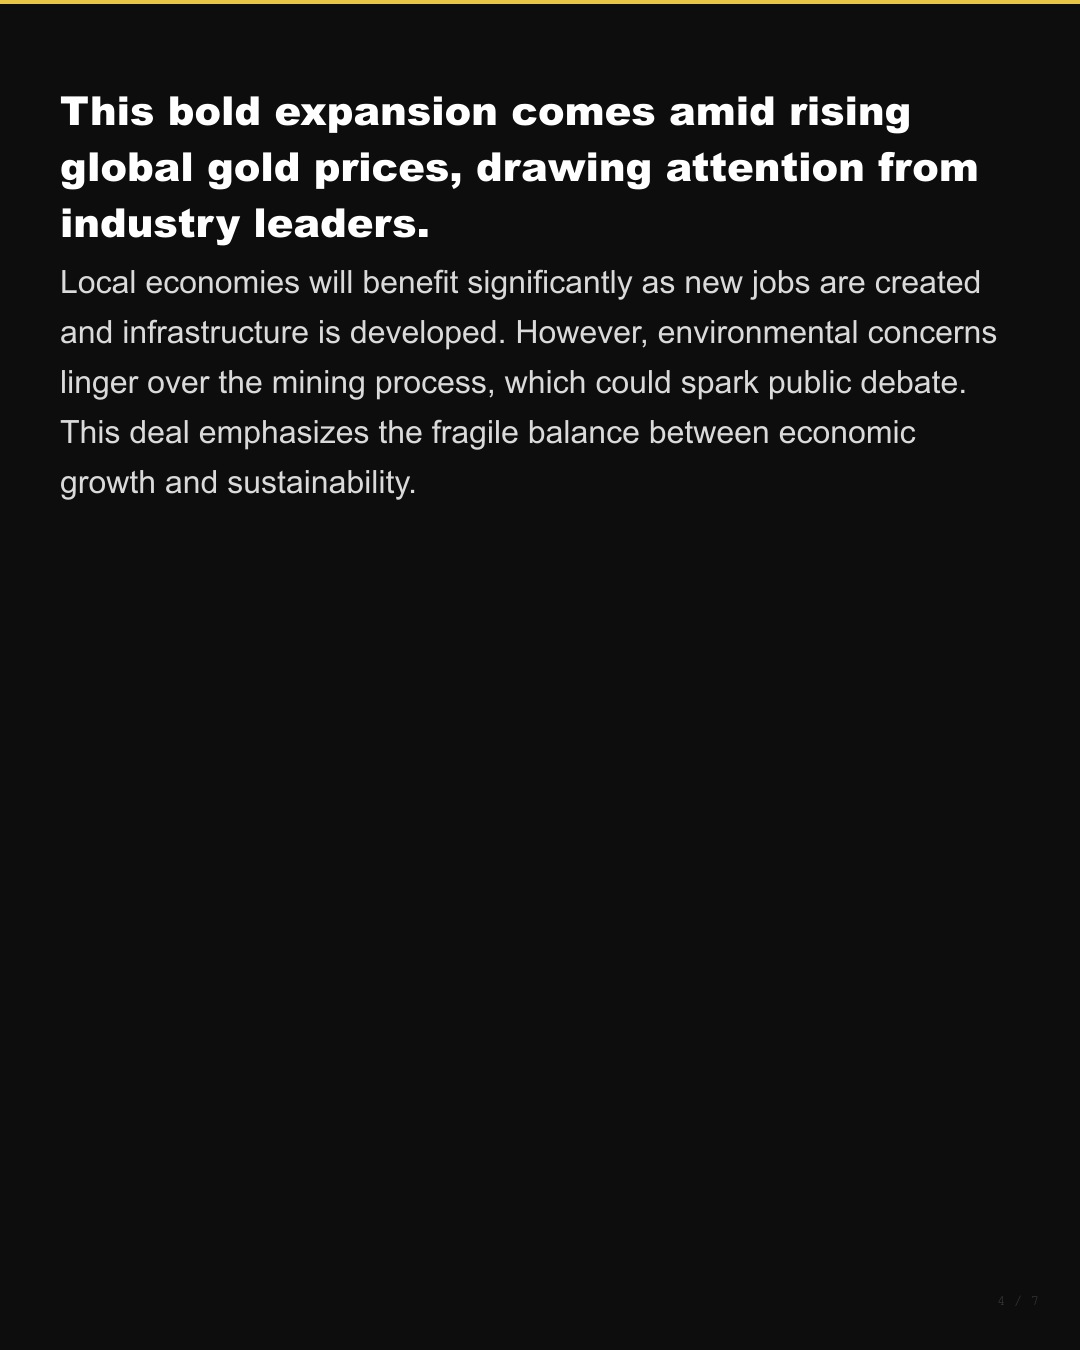 This bold expansion comes amid rising
global gold prices, drawing attention from
industry leaders.
Local economies will benefit significantly as new jobs are created
and infrastructure is developed. However, environmental concerns
linger over the mining process, which could spark public debate.
This deal emphasizes the fragile balance between economic
growth and sustainability.
4 / 7